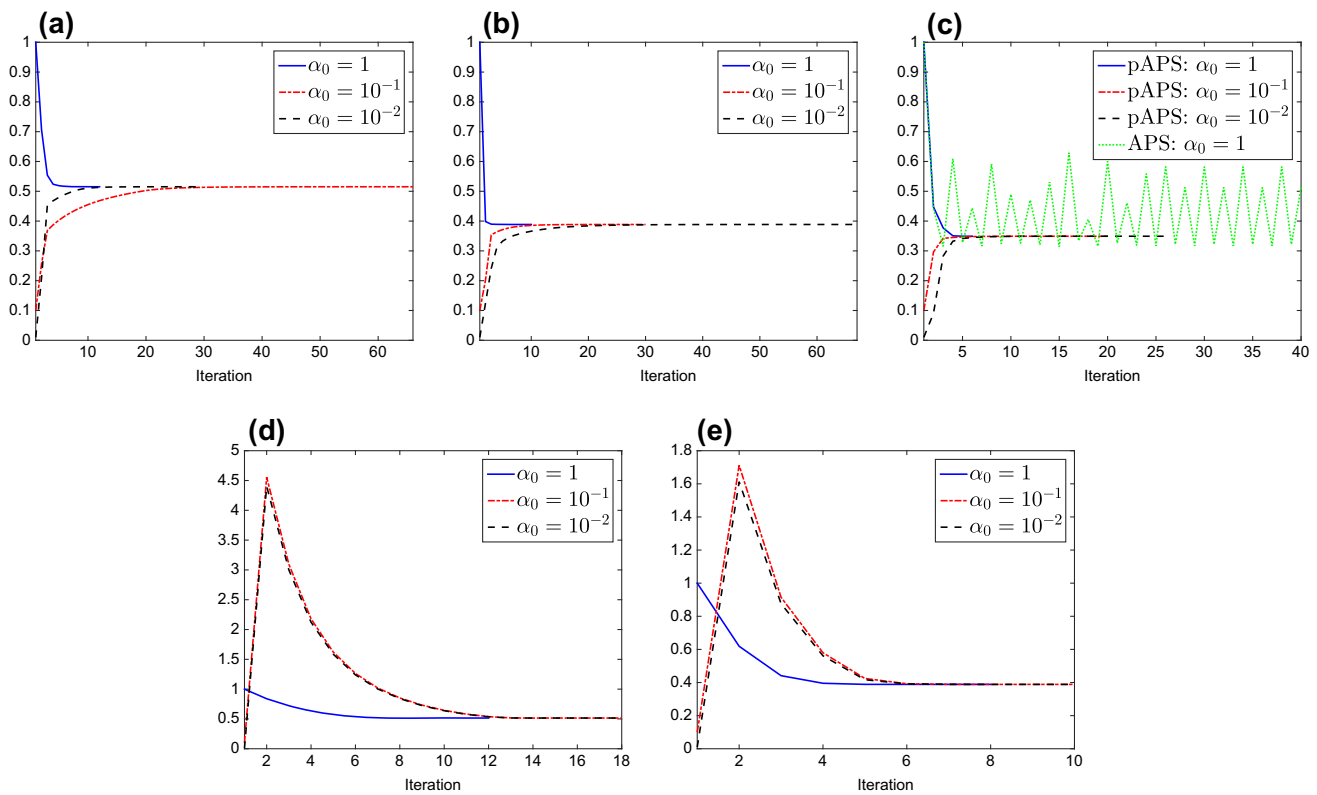 (a)
1
0.9
0.8
0.7
0.6
0.5
0.4
0.3
0.2
0.1
0
10 20 30 40 50 60
Iteration
α₀ = 1
α₀ = 10⁻¹
α₀ = 10⁻²
(b)
1
0.9
0.8
0.7
0.6
0.5
0.4
0.3
0.2
0.1
0
10 20 30 40 50 60
Iteration
α₀ = 1
α₀ = 10⁻¹
α₀ = 10⁻²
(c)
1
0.9
0.8
0.7
0.6
0.5
0.4
0.3
0.2
0.1
0
5 10 15 20 25 30 35 40
Iteration
pAPS: α₀ = 1
pAPS: α₀ = 10⁻¹
pAPS: α₀ = 10⁻²
APS: α₀ = 1
(d)
5
4.5
4
3.5
3
2.5
2
1.5
1
0.5
0
2 4 6 8 10 12 14 16 18
Iteration
α₀ = 1
α₀ = 10⁻¹
α₀ = 10⁻²
(e)
1.8
1.6
1.4
1.2
1
0.8
0.6
0.4
0.2
0
2 4 6 8 10
Iteration
α₀ = 1
α₀ = 10⁻¹
α₀ = 10⁻²